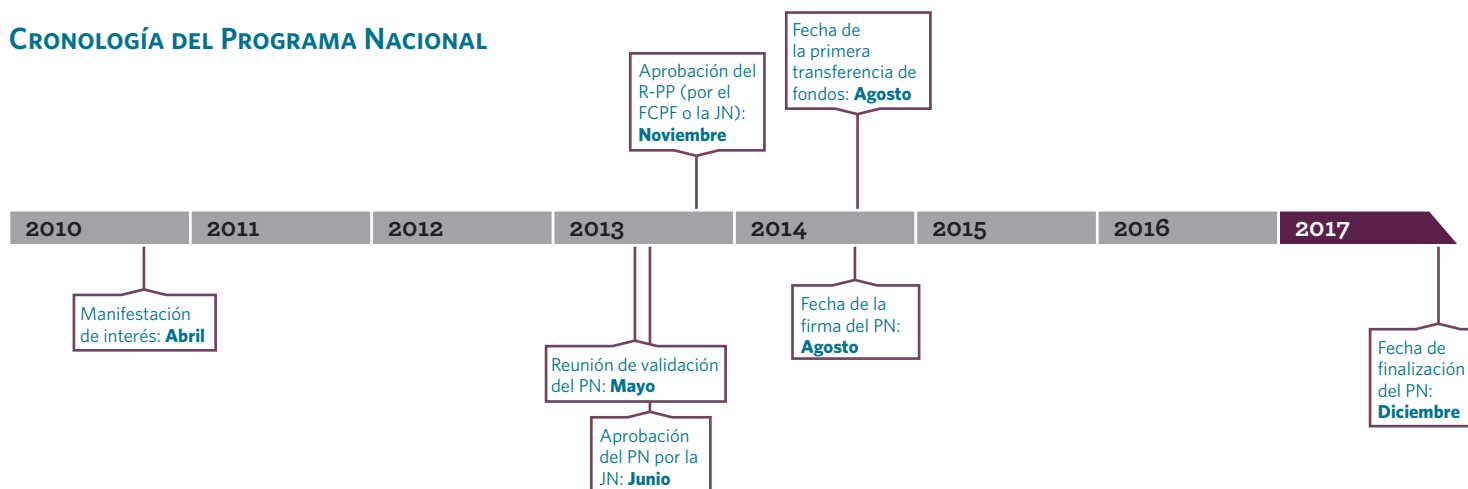 CRONOLOGÍA DEL PROGRAMA NACIONAL
Fecha de
la primera
transferencia de
fondos: Agosto
Aprobación del
R-PP (por el
FCPF o la JN):
Noviembre
2010 2011 2012 2013 2014 2015 2016 2017
Manifestación
de interés: Abril
Reunión de validación
del PN: Mayo
Aprobación
del PN por la
JN: Junio
Fecha de la
firma del PN:
Agosto
Fecha de
finalización
del PN:
Diciembre